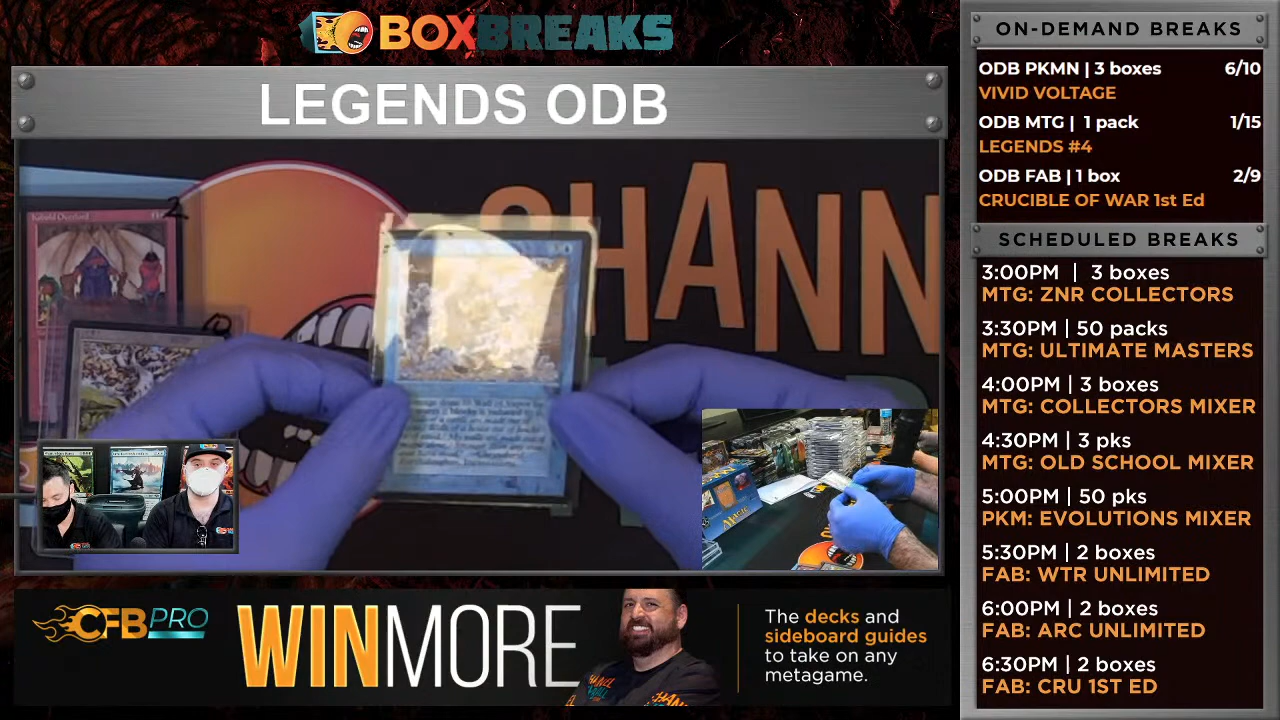 BOXBREAKS
LEGENDS ODB
Kobold Overlord
2
CHANN
MAGIC
CFBPRO
WINMORE
The decks and
sideboard guides
to take on any
metagame.
ON-DEMAND BREAKS
ODB PKMN | 3 boxes 6/10
VIVID VOLTAGE
ODB MTG | 1 pack 1/15
LEGENDS #4
ODB FAB | 1 box 2/9
CRUCIBLE OF WAR 1st Ed
SCHEDULED BREAKS
3:00PM | 3 boxes
MTG: ZNR COLLECTORS
3:30PM | 50 packs
MTG: ULTIMATE MASTERS
4:00PM | 3 boxes
MTG: COLLECTORS MIXER
4:30PM | 3 pks
MTG: OLD SCHOOL MIXER
5:00PM | 50 pks
PKM: EVOLUTIONS MIXER
5:30PM | 2 boxes
FAB: WTR UNLIMITED
6:00PM | 2 boxes
FAB: ARC UNLIMITED
6:30PM | 2 boxes
FAB: CRU 1ST ED